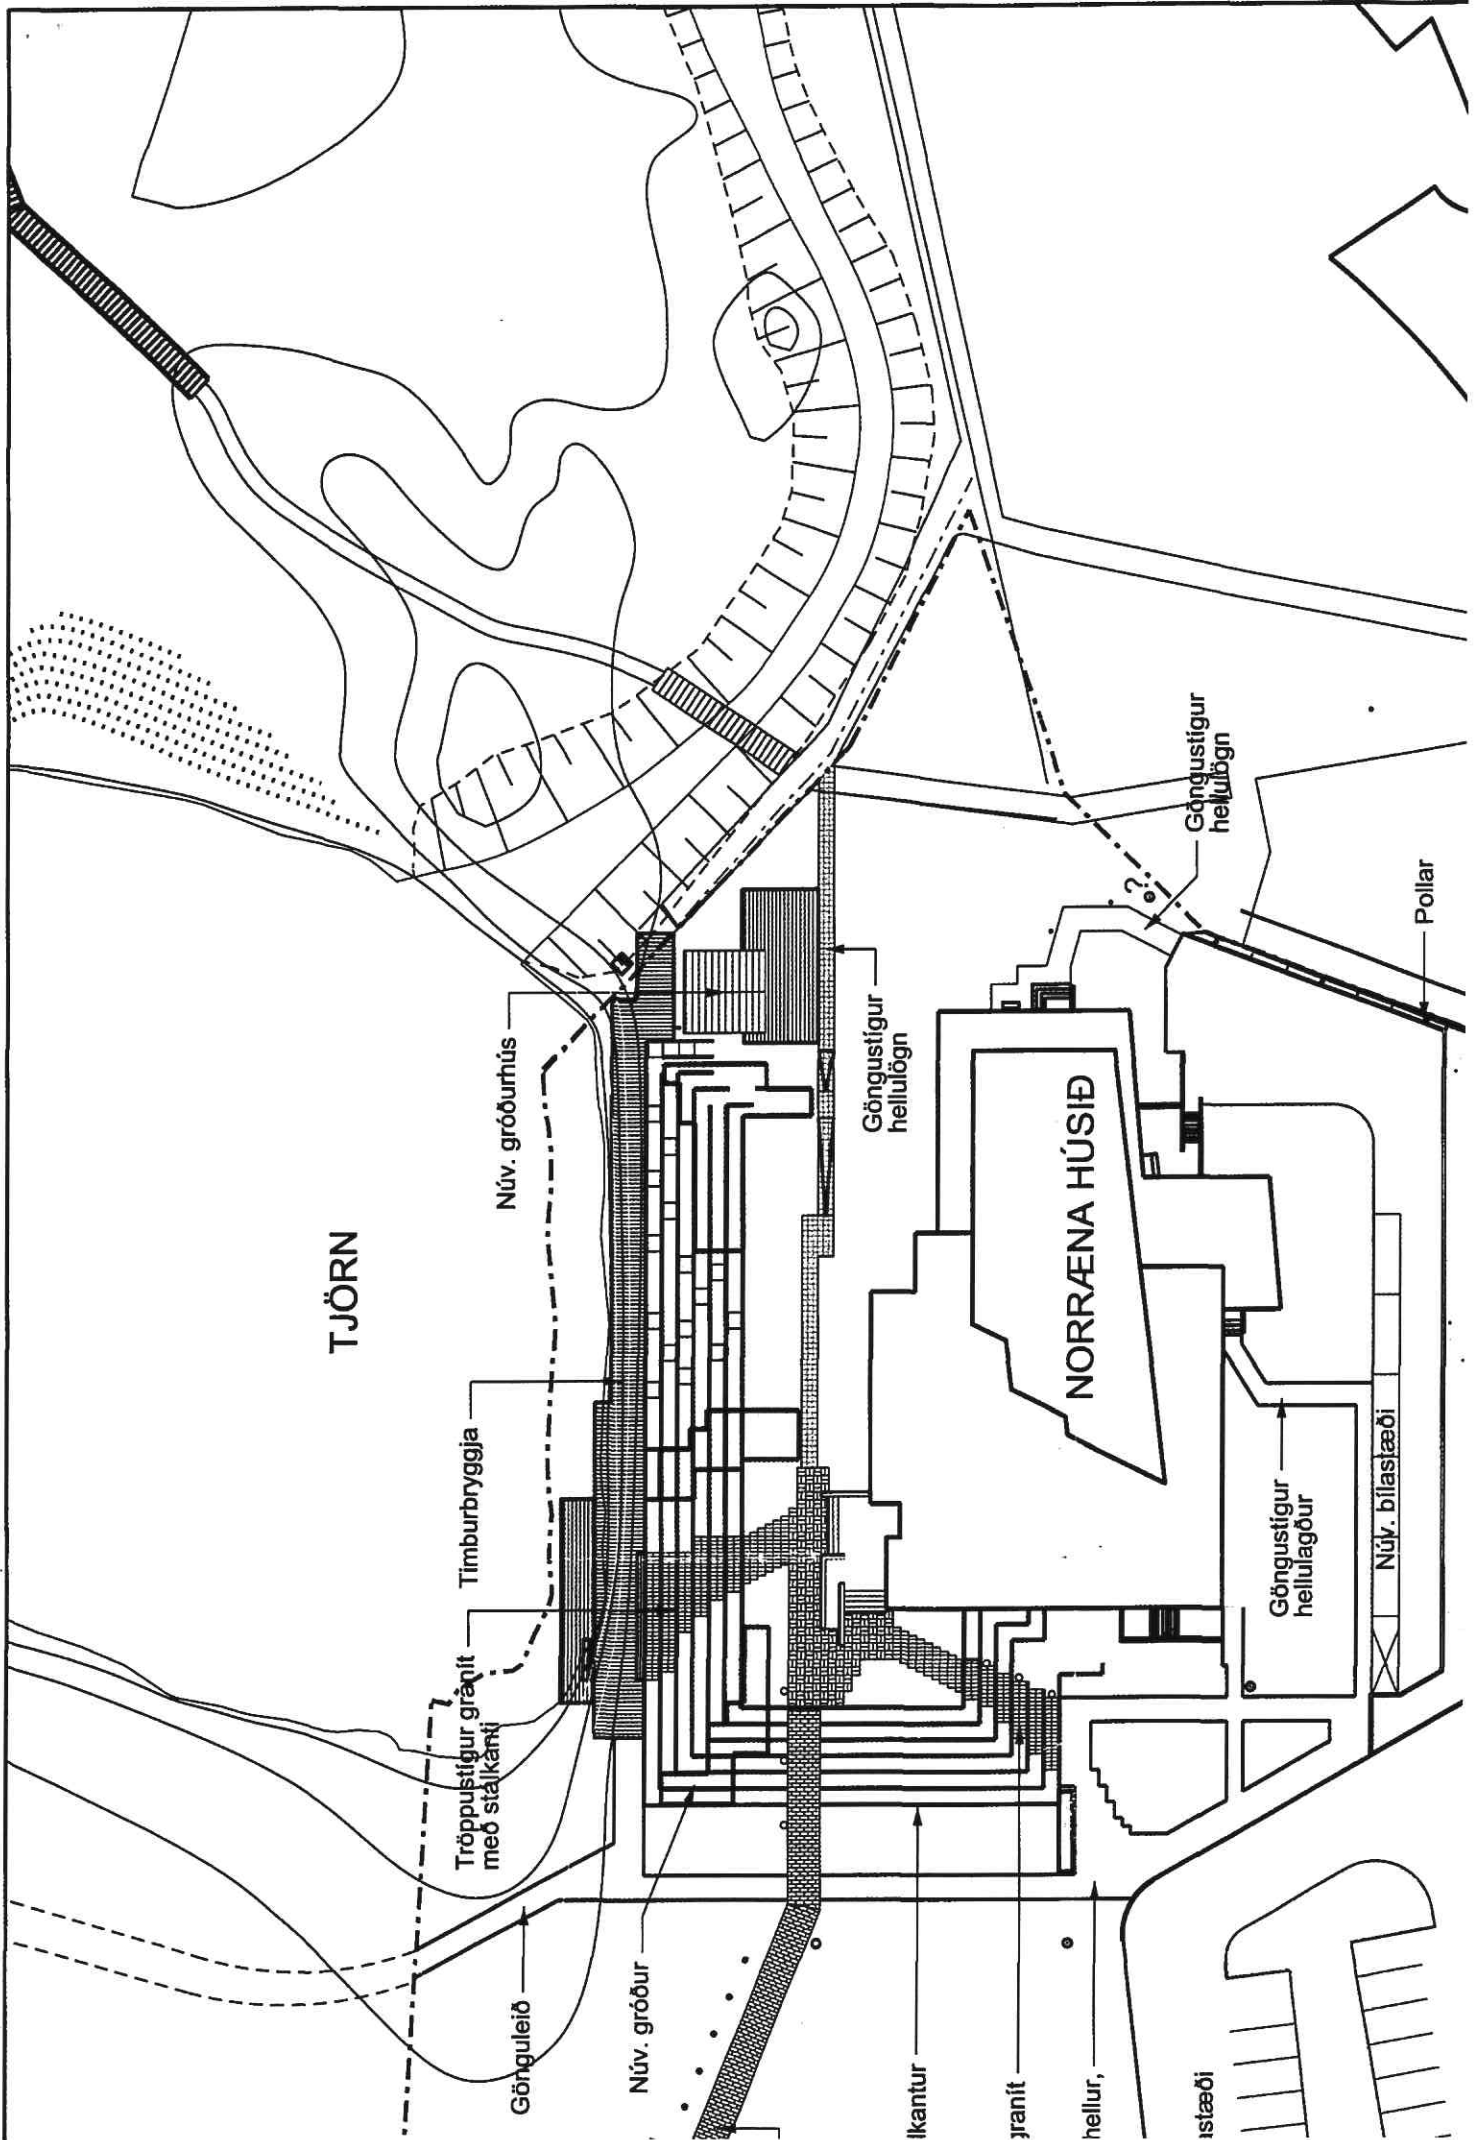 TJÖRN
Timburbryggja
Núv. gróðurhús
Tröppustígur granít
með stálkanti
Gönguleið
Núv. gróður
Göngustígur
hellulögn
Göngustígur
hellulögn
?
Pollar
NORRÆNA HÚSIÐ
Göngustígur
hellulagður
Núv. bílastæði
lkantur
granít
hellur,
astæði